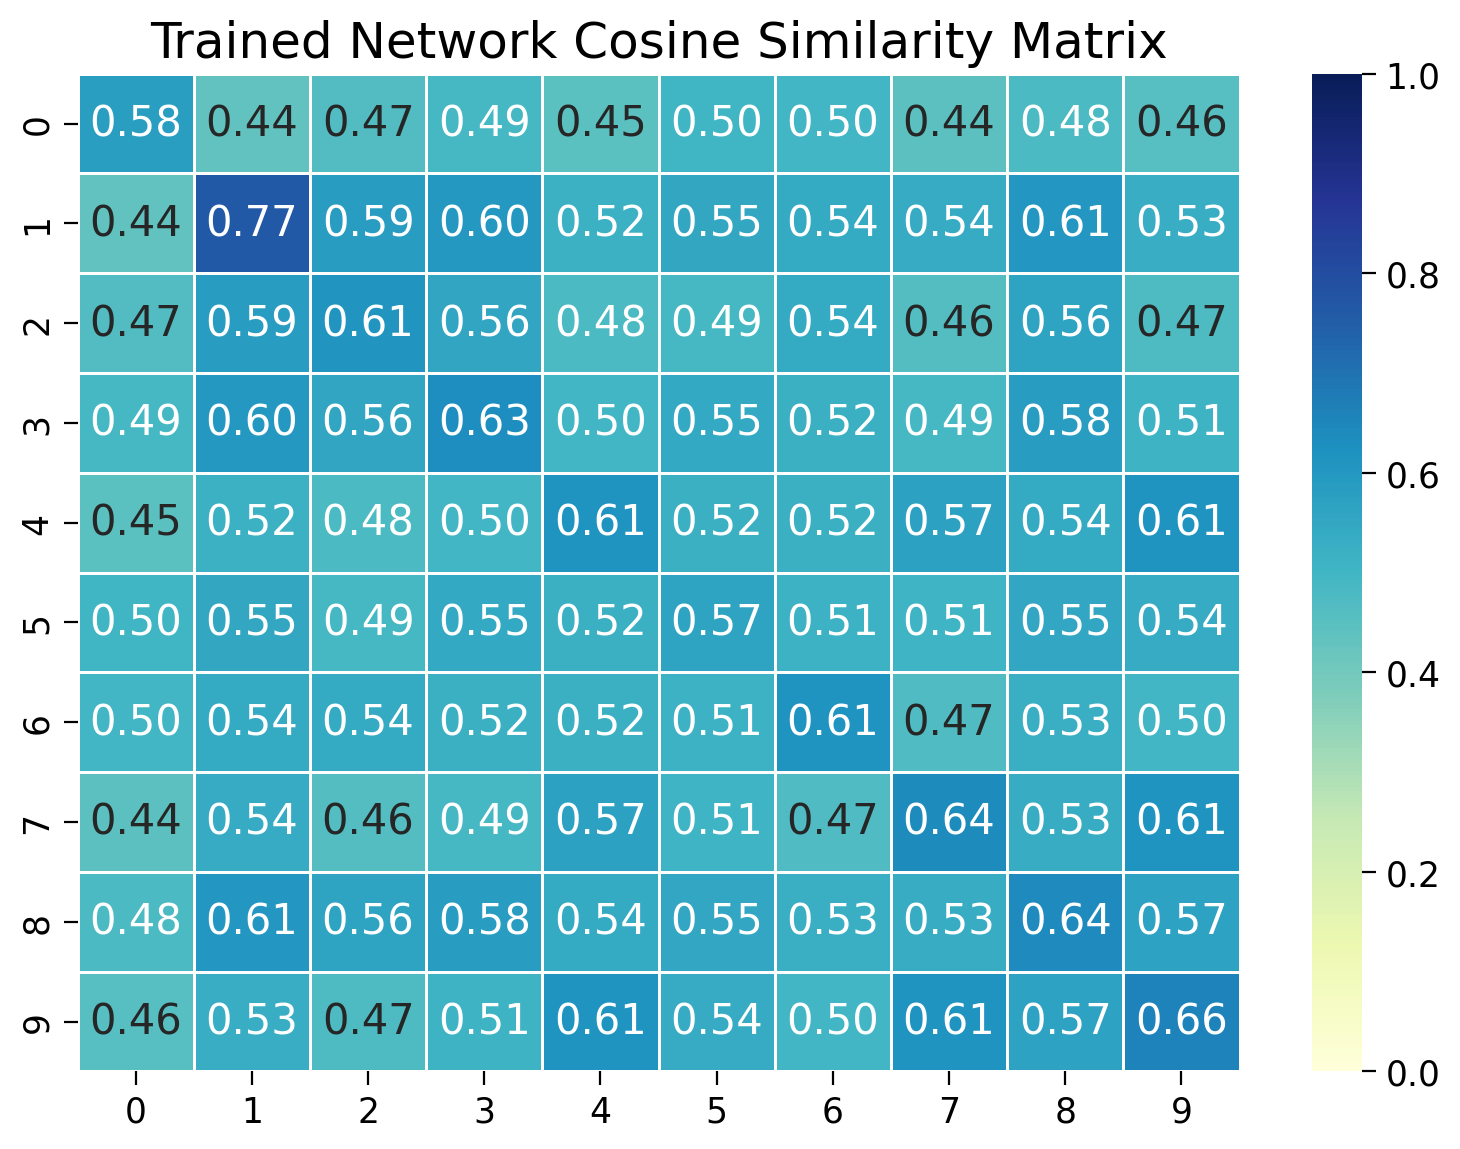 Trained Network Cosine Similarity Matrix
0 0.58 0.44 0.47 0.49 0.45 0.50 0.50 0.44 0.48 0.46
1 0.44 0.77 0.59 0.60 0.52 0.55 0.54 0.54 0.61 0.53
2 0.47 0.59 0.61 0.56 0.48 0.49 0.54 0.46 0.56 0.47
3 0.49 0.60 0.56 0.63 0.50 0.55 0.52 0.49 0.58 0.51
4 0.45 0.52 0.48 0.50 0.61 0.52 0.52 0.57 0.54 0.61
5 0.50 0.55 0.49 0.55 0.52 0.57 0.51 0.51 0.55 0.54
6 0.50 0.54 0.54 0.52 0.52 0.51 0.61 0.47 0.53 0.50
7 0.44 0.54 0.46 0.49 0.57 0.51 0.47 0.64 0.53 0.61
8 0.48 0.61 0.56 0.58 0.54 0.55 0.53 0.53 0.64 0.57
9 0.46 0.53 0.47 0.51 0.61 0.54 0.50 0.61 0.57 0.66
0 1 2 3 4 5 6 7 8 9
1.0
0.8
0.6
0.4
0.2
0.0